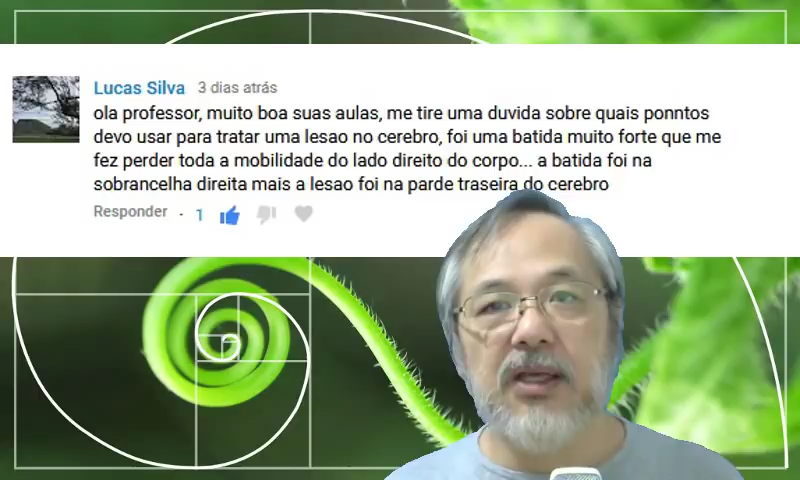 Lucas Silva 3 dias atrás
ola professor, muito boa suas aulas, me tire uma duvida sobre quais ponntos
devo usar para tratar uma lesao no cerebro, foi uma batida muito forte que me
fez perder toda a mobilidade do lado direito do corpo... a batida foi na
sobrancelha direita mais a lesao foi na parde traseira do cerebro
Responder · 1